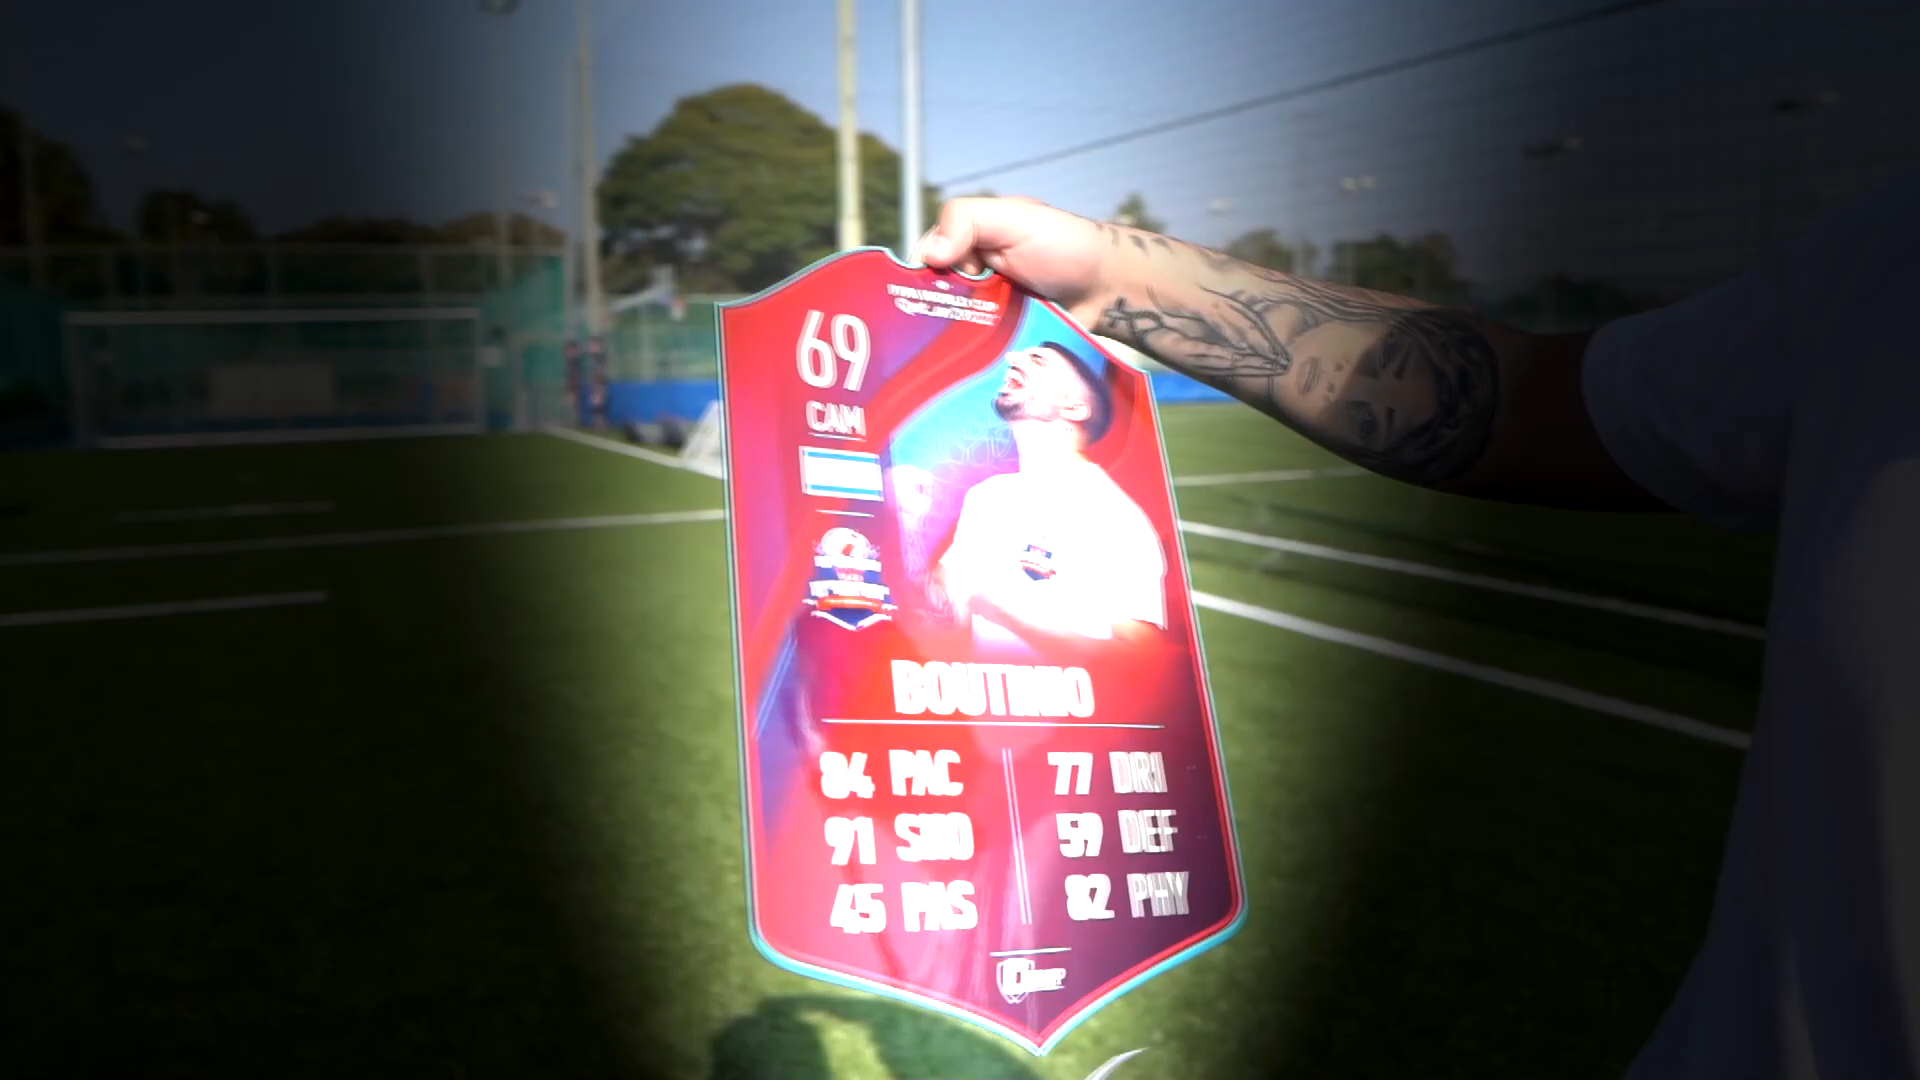 69
CAM
BOUTINHO
84 PAC
91 SHO
45 PAS
77 DRI
59 DEF
82 PHY